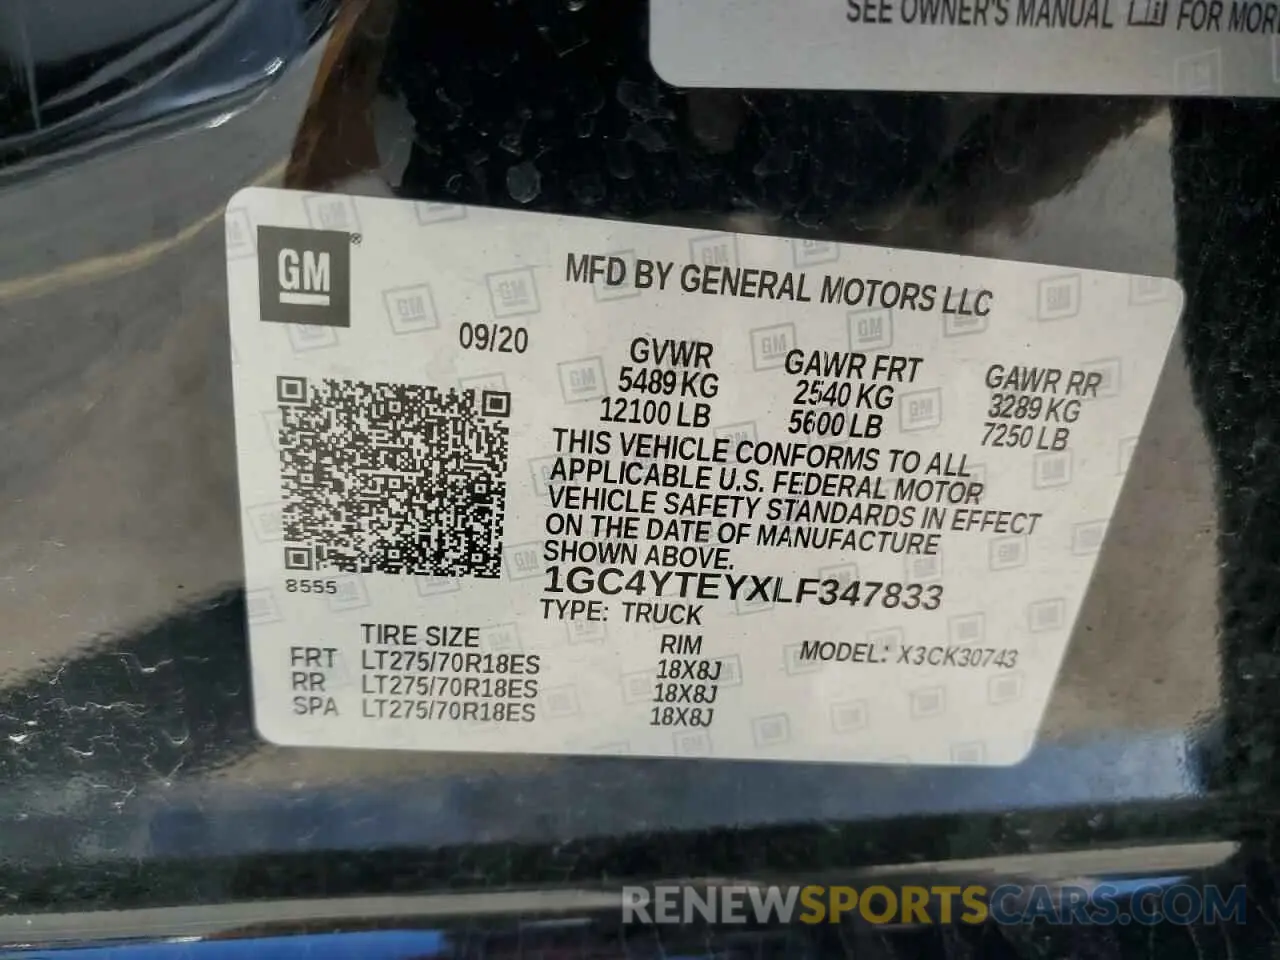 SEE OWNER'S MANUAL FOR MORE
GM
MFD BY GENERAL MOTORS LLC
09/20
GVWR GAWR FRT GAWR RR
5489 KG 2540 KG 3289 KG
12100 LB 5600 LB 7250 LB
THIS VEHICLE CONFORMS TO ALL
APPLICABLE U.S. FEDERAL MOTOR
VEHICLE SAFETY STANDARDS IN EFFECT
ON THE DATE OF MANUFACTURE
SHOWN ABOVE.
8555
1GC4YTEYXLF347833
TYPE: TRUCK
TIRE SIZE RIM MODEL: X3CK30743
FRT LT275/70R18ES 18X8J
RR LT275/70R18ES 18X8J
SPA LT275/70R18ES 18X8J
RENEWSPORTSCARS.COM